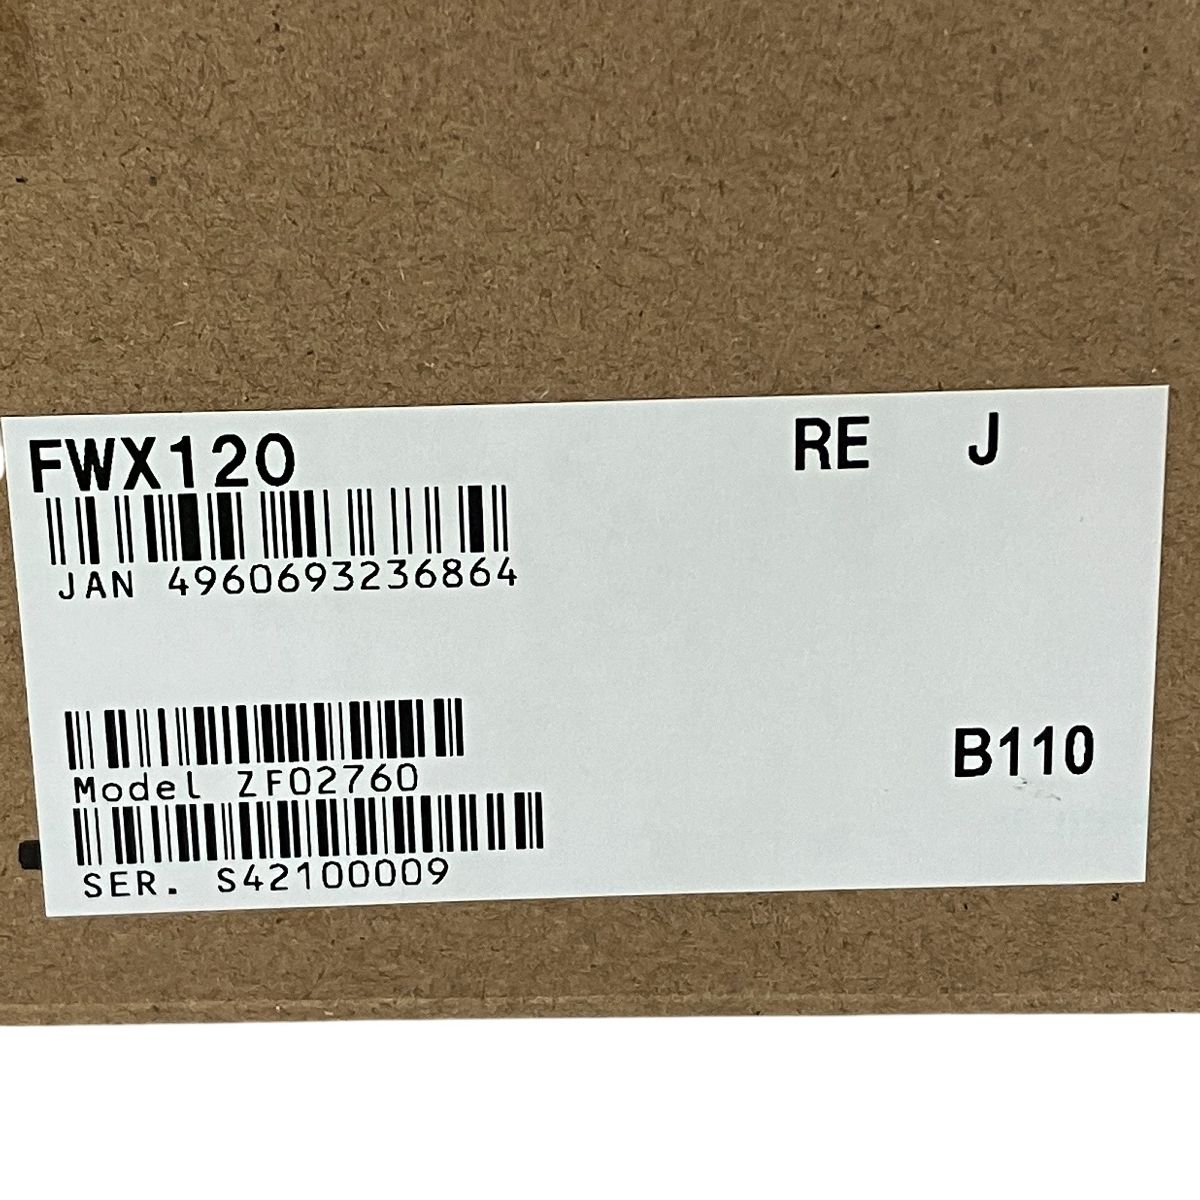 FWX120 RE J
JAN 4960693236864
Model ZF02760 B110
SER. S42100009